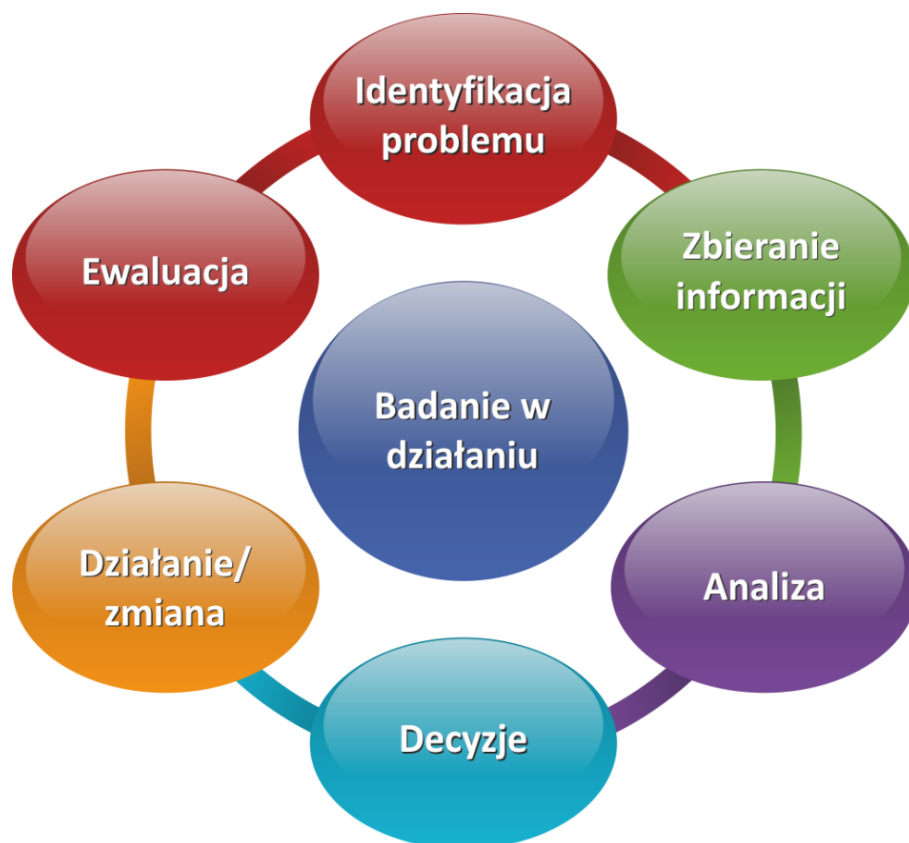 Identyfikacja
problemu
Zbieranie
informacji
Analiza
Decyzje
Działanie/
zmiana
Ewaluacja
Badanie w
działaniu